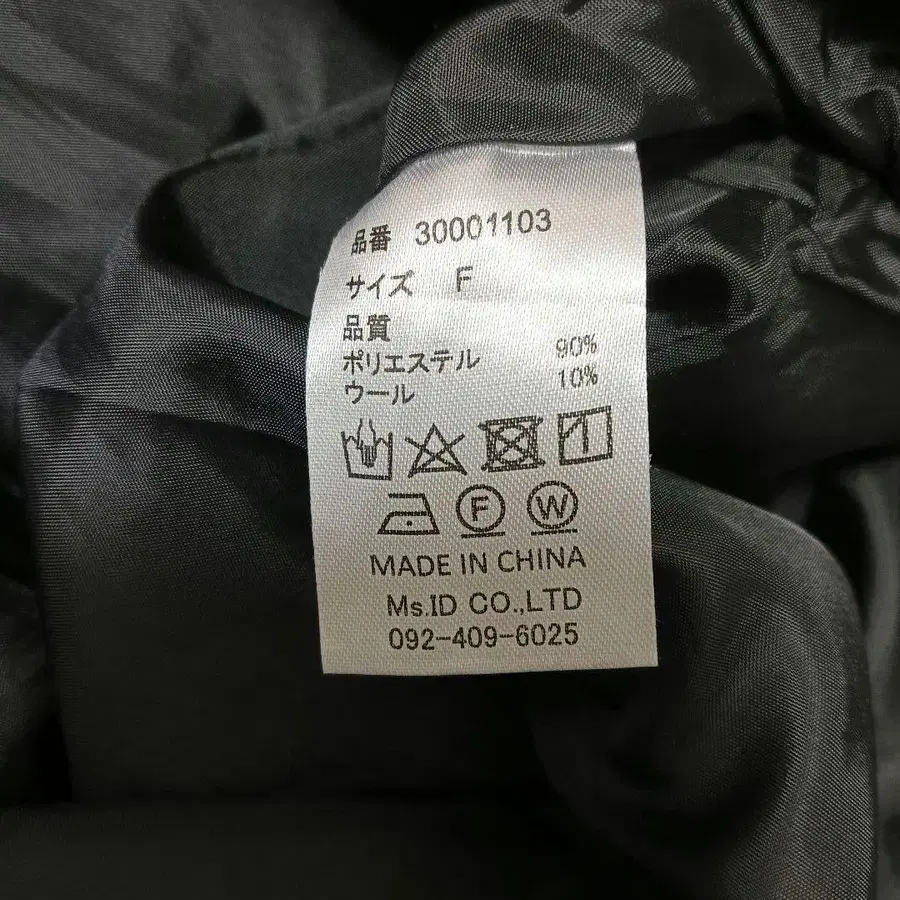 品番 30001103
サイズ F
品質
ポリエステル 90%
ウール 10%
F W
MADE IN CHINA
Ms.ID CO.,LTD
092-409-6025